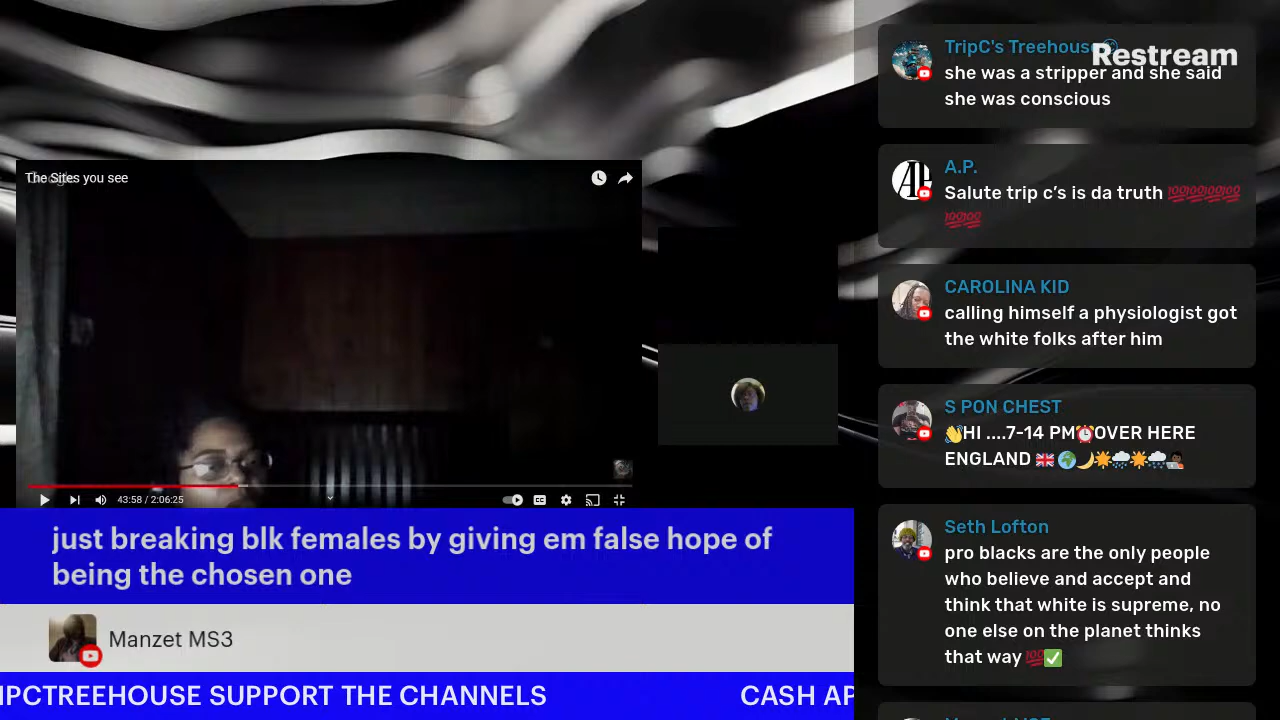 The Sites you see
43:58 / 2:06:25
CC
just breaking blk females by giving em false hope of
being the chosen one
Manzet MS3
IPCTREEHOUSE SUPPORT THE CHANNELS
CASH AP
Restream
TripC's Treehouse
she was a stripper and she said
she was conscious
A.P.
Salute trip c’s is da truth 💯💯💯💯
💯💯
CAROLINA KID
calling himself a physiologist got
the white folks after him
S PON CHEST
👋HI ....7-14 PM⏰OVER HERE
ENGLAND 🇬🇧
Seth Lofton
pro blacks are the only people
who believe and accept and
think that white is supreme, no
one else on the planet thinks
that way 💯✅